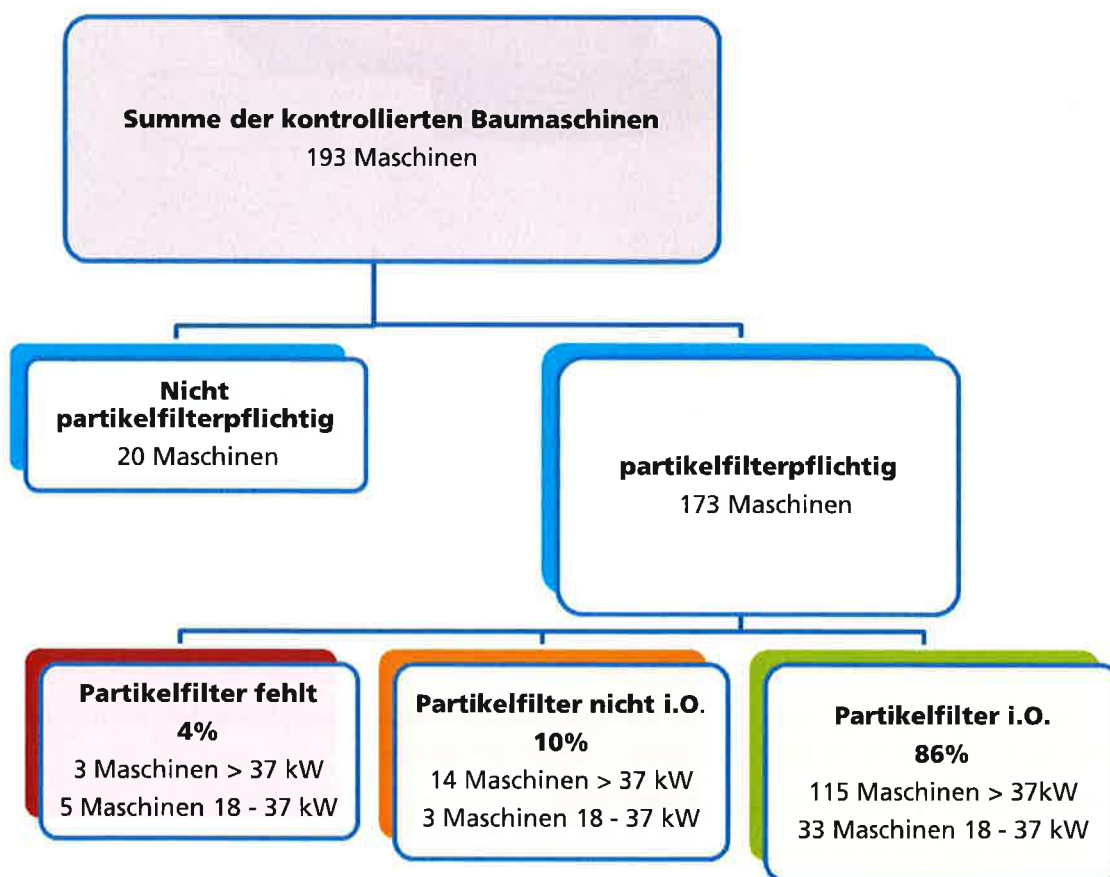 Summe der kontrollierten Baumaschinen
193 Maschinen
Nicht
partikelfilterpflichtig
20 Maschinen
partikelfilterpflichtig
173 Maschinen
Partikelfilter fehlt
4%
3 Maschinen > 37 kW
5 Maschinen 18 - 37 kW
Partikelfilter nicht i.O.
10%
14 Maschinen > 37 kW
3 Maschinen 18 - 37 kW
Partikelfilter i.O.
86%
115 Maschinen > 37kW
33 Maschinen 18 - 37 kW